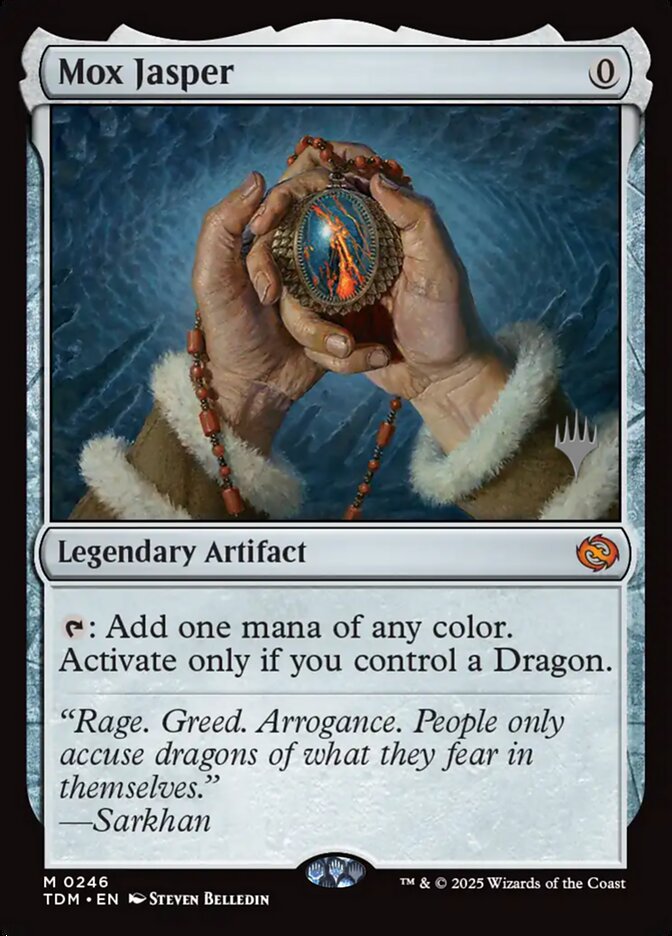 Mox Jasper 0
Legendary Artifact
: Add one mana of any color.
Activate only if you control a Dragon.
“Rage. Greed. Arrogance. People only
accuse dragons of what they fear in
themselves.”
—Sarkhan
M 0246
TDM • EN Steven Belledin
™ & © 2025 Wizards of the Coast